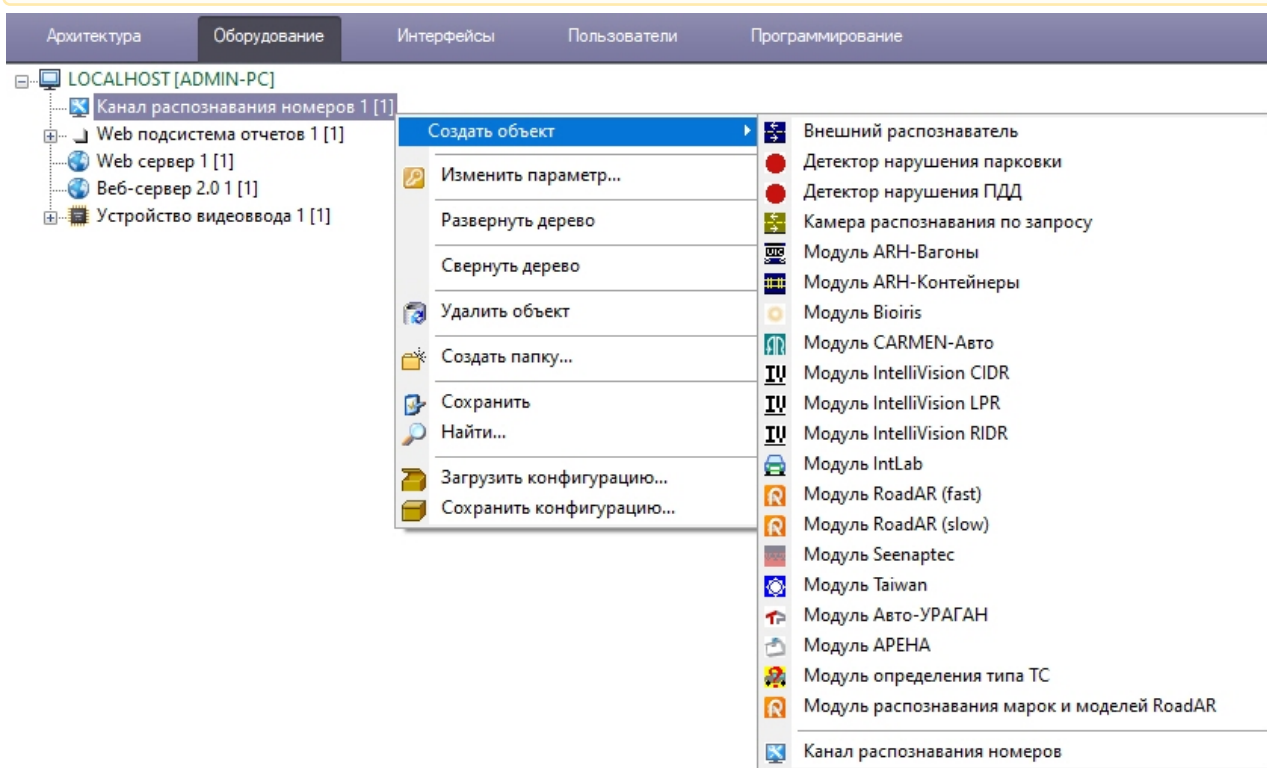 Архитектура Оборудование Интерфейсы Пользователи Программирование
LOCALHOST [ADMIN-PC]
Канал распознавания номеров 1 [1]
Web подсистема отчетов 1 [1]
Web сервер 1 [1]
Веб-сервер 2.0 1 [1]
Устройство видеоввода 1 [1]
Создать объект
Изменить параметр...
Развернуть дерево
Свернуть дерево
Удалить объект
Создать папку...
Сохранить
Найти...
Загрузить конфигурацию...
Сохранить конфигурацию...
Внешний распознаватель
Детектор нарушения парковки
Детектор нарушения ПДД
Камера распознавания по запросу
Модуль ARH-Вагоны
Модуль ARH-Контейнеры
Модуль Bioiris
Модуль CARMEN-Авто
Модуль IntelliVision CIDR
Модуль IntelliVision LPR
Модуль IntelliVision RIDR
Модуль IntLab
Модуль RoadAR (fast)
Модуль RoadAR (slow)
Модуль Seenaptec
Модуль Taiwan
Модуль Авто-УРАГАН
Модуль АРЕНА
Модуль определения типа ТС
Модуль распознавания марок и моделей RoadAR
Канал распознавания номеров